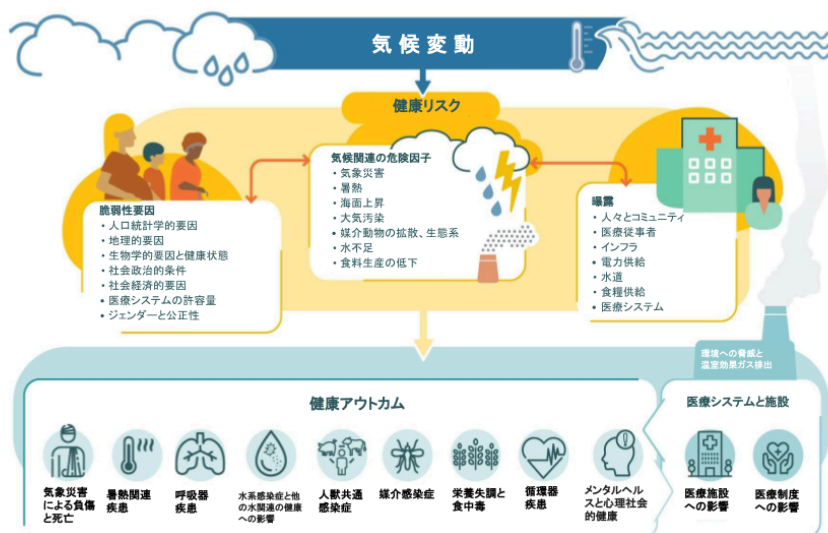 気候変動
健康リスク
気候関連の危険因子
・気象災害
・暑熱
・海面上昇
・大気汚染
・媒介動物の拡散、生態系
・水不足
・食料生産の低下
脆弱性要因
・人口統計学的要因
・地理的要因
・生物学的要因と健康状態
・社会政治的条件
・社会経済的要因
・医療システムの許容量
・ジェンダーと公正性
曝露
・人々とコミュニティ
・医療従事者
・インフラ
・電力供給
・水道
・食糧供給
・医療システム
環境への脅威と
温室効果ガス排出
健康アウトカム
気象災害
による負傷
と死亡
暑熱関連
疾患
呼吸器
疾患
水系感染症と他
の水関連の健康
への影響
人獣共通
感染症
媒介感染症
栄養失調と
食中毒
循環器
疾患
メンタルヘル
スと心理社会
的健康
医療システムと施設
医療施設
への影響
医療制度
への影響